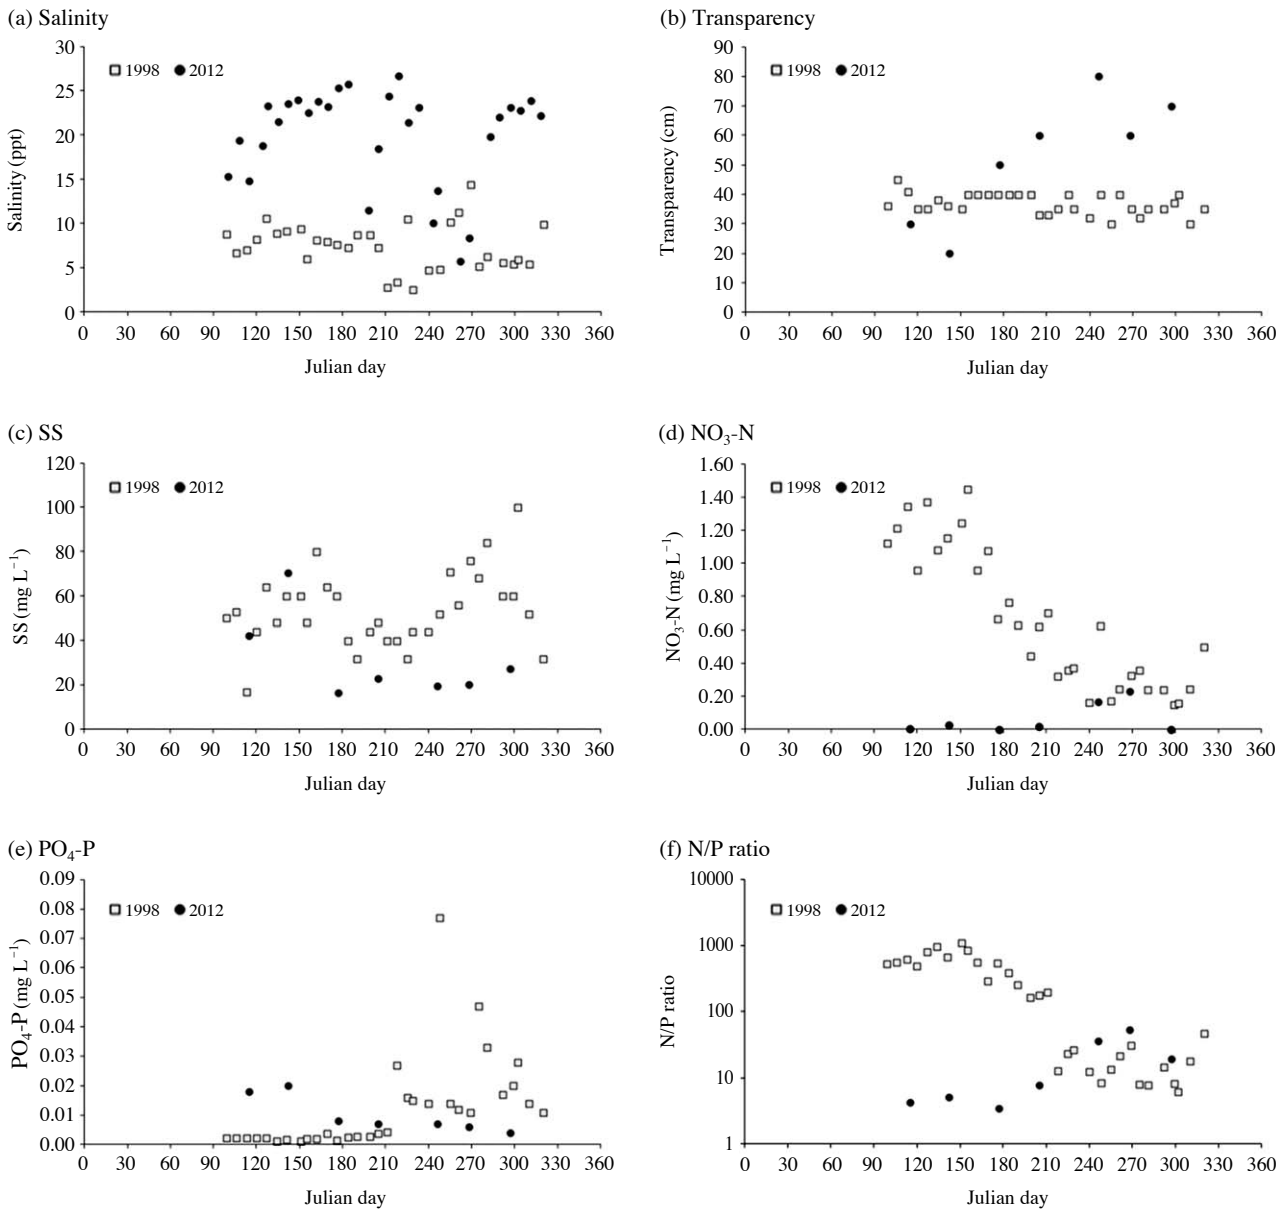 (a) Salinity
30
25
20
15
10
5
0
Salinity (ppt)
1998 2012
0 30 60 90 120 150 180 210 240 270 300 330 360
Julian day
(b) Transparency
90
80
70
60
50
40
30
20
10
0
Transparency (cm)
1998 2012
0 30 60 90 120 150 180 210 240 270 300 330 360
Julian day
(c) SS
120
100
80
60
40
20
0
SS (mg L⁻¹)
1998 2012
0 30 60 90 120 150 180 210 240 270 300 330 360
Julian day
(d) NO₃-N
1.60
1.40
1.20
1.00
0.80
0.60
0.40
0.20
0.00
NO₃-N (mg L⁻¹)
1998 2012
0 30 60 90 120 150 180 210 240 270 300 330 360
Julian day
(e) PO₄-P
0.09
0.08
0.07
0.06
0.05
0.04
0.03
0.02
0.01
0.00
PO₄-P (mg L⁻¹)
1998 2012
0 30 60 90 120 150 180 210 240 270 300 330 360
Julian day
(f) N/P ratio
10000
1000
100
10
1
N/P ratio
1998 2012
0 30 60 90 120 150 180 210 240 270 300 330 360
Julian day